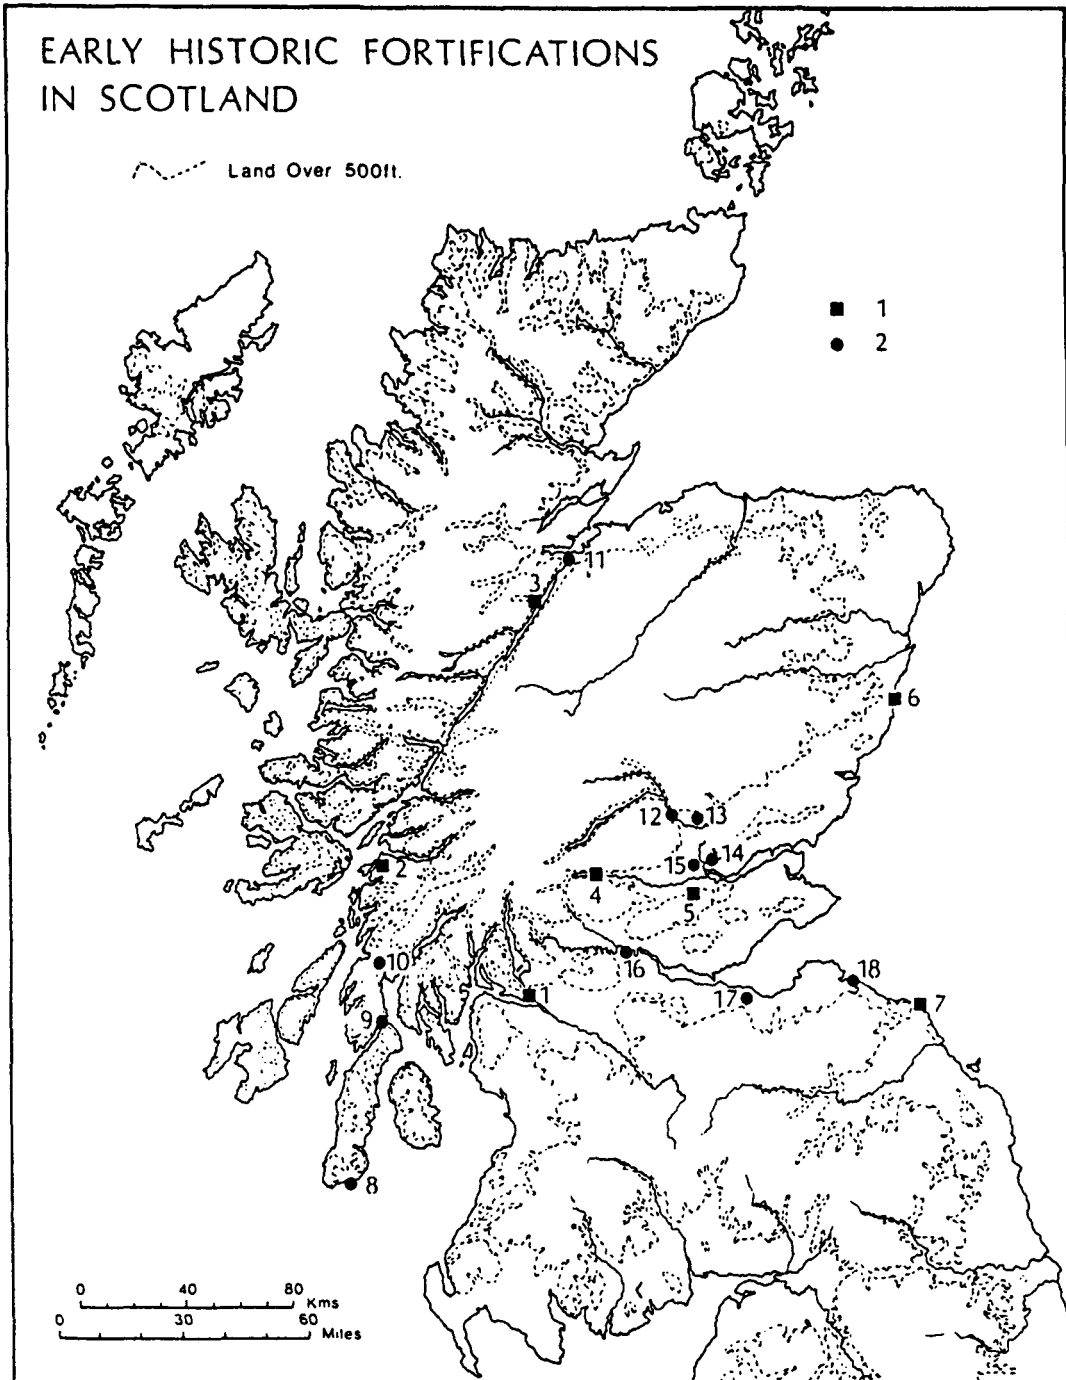 EARLY HISTORIC FORTIFICATIONS
IN SCOTLAND
Land Over 500ft.
1
2
11
3
6
12
13
14
15
2
4
5
10
16
18
1
17
7
9
8
0 40 80
Kms
0 30 60
Miles